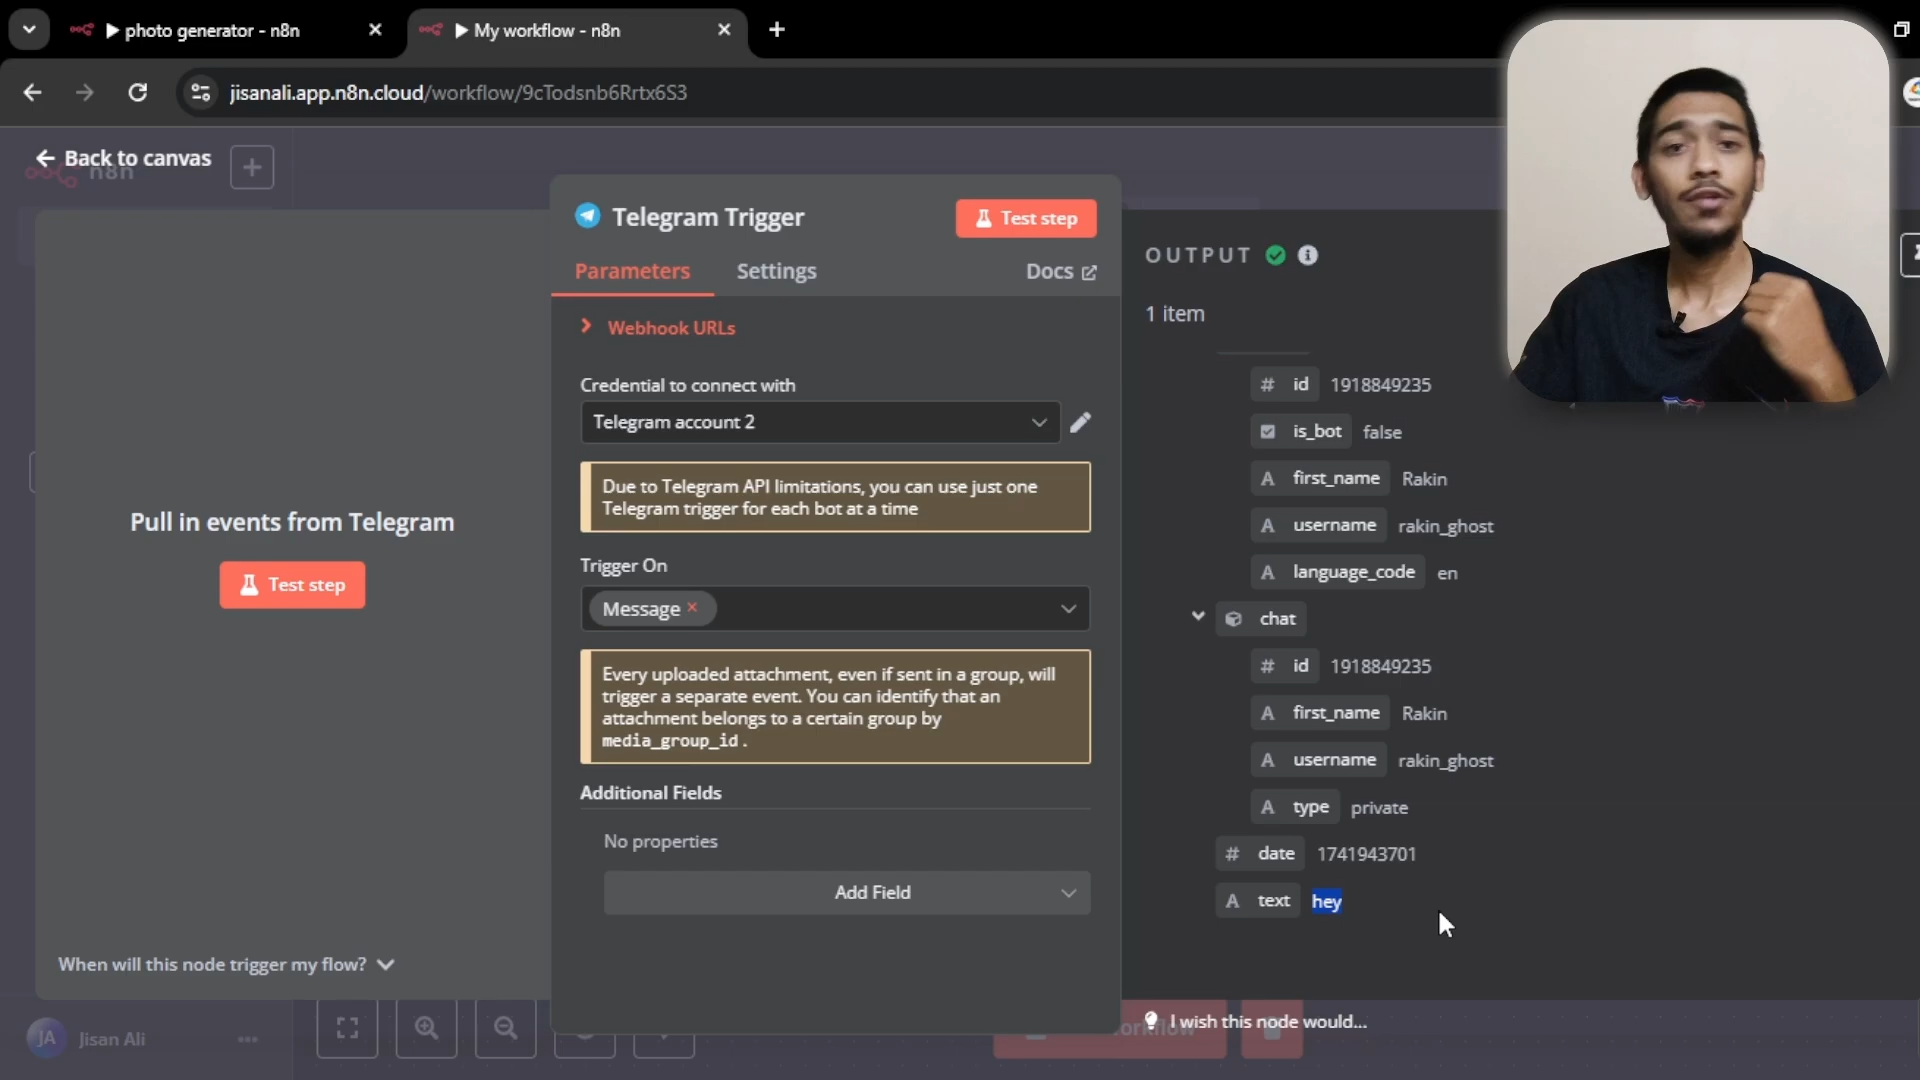 photo generator - n8n
My workflow - n8n
jisanali.app.n8n.cloud/workflow/9cTodsnb6Rrtx6S3
Back to canvas
n8n
Telegram Trigger
Test step
Parameters
Settings
Docs
Webhook URLs
Credential to connect with
Telegram account 2
Due to Telegram API limitations, you can use just one
Telegram trigger for each bot at a time
Trigger On
Message
Every uploaded attachment, even if sent in a group, will
trigger a separate event. You can identify that an
attachment belongs to a certain group by
media_group_id.
Additional Fields
No properties
Add Field
Pull in events from Telegram
Test step
When will this node trigger my flow?
JA Jisan Ali
OUTPUT
1 item
# id 1918849235
is_bot false
A first_name Rakin
A username rakin_ghost
A language_code en
chat
# id 1918849235
A first_name Rakin
A username rakin_ghost
A type private
# date 1741943701
A text hey
I wish this node would...